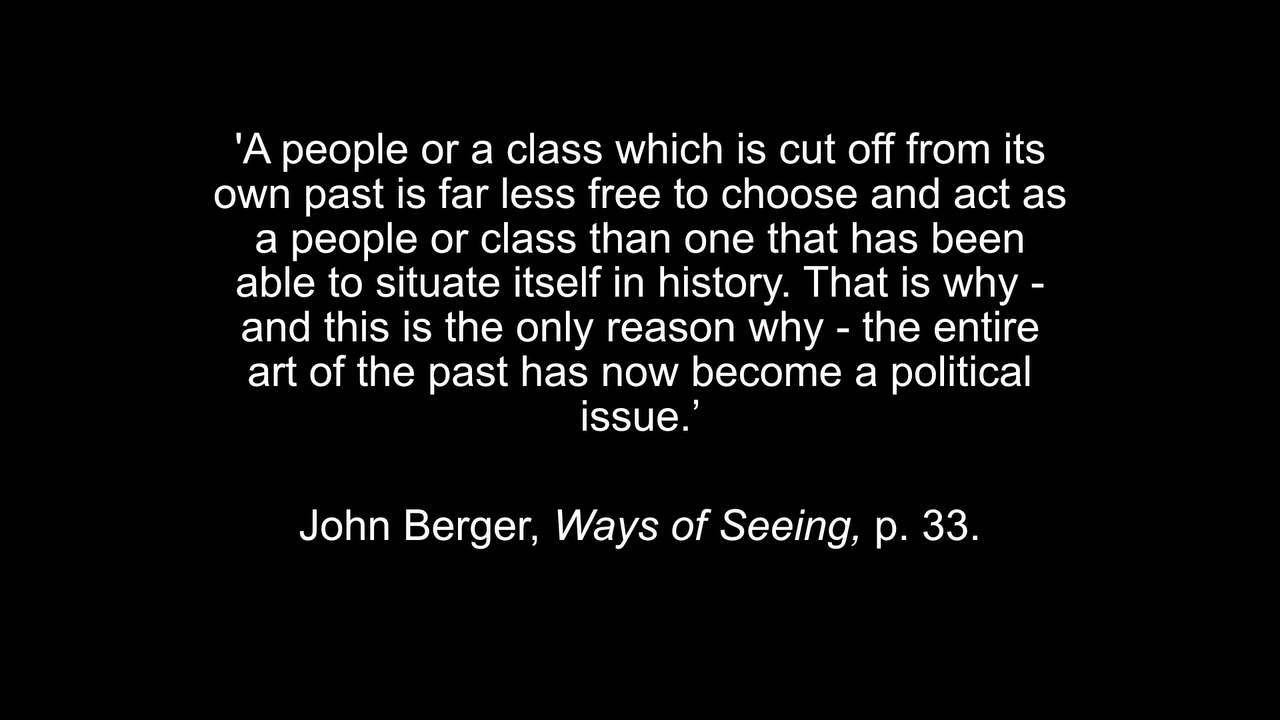 'A people or a class which is cut off from its
own past is far less free to choose and act as
a people or class than one that has been
able to situate itself in history. That is why -
and this is the only reason why - the entire
art of the past has now become a political
issue.’
John Berger, Ways of Seeing, p. 33.